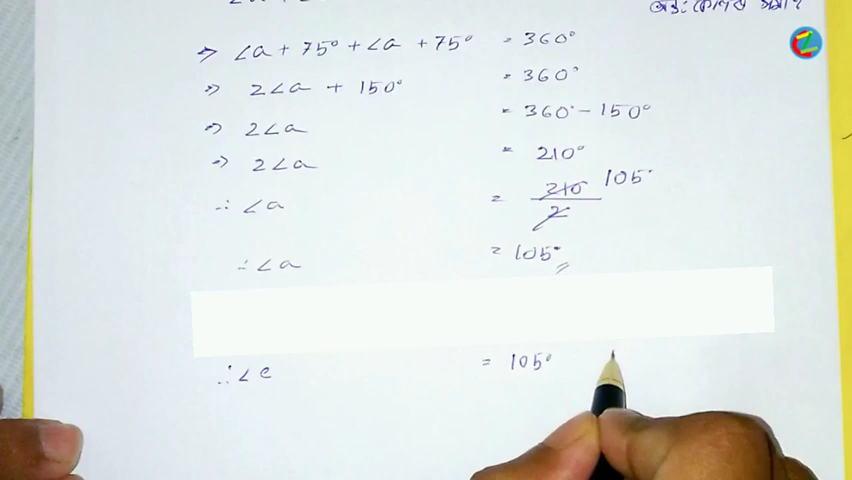 ⇒ ∠a + 75° + ∠a + 75° = 360°
⇒ 2∠a + 150° = 360°
⇒ 2∠a = 360° - 150°
⇒ 2∠a = 210°
∴ ∠a = 210/2 105°
∴ ∠a = 105°
∴ ∠c = 105°